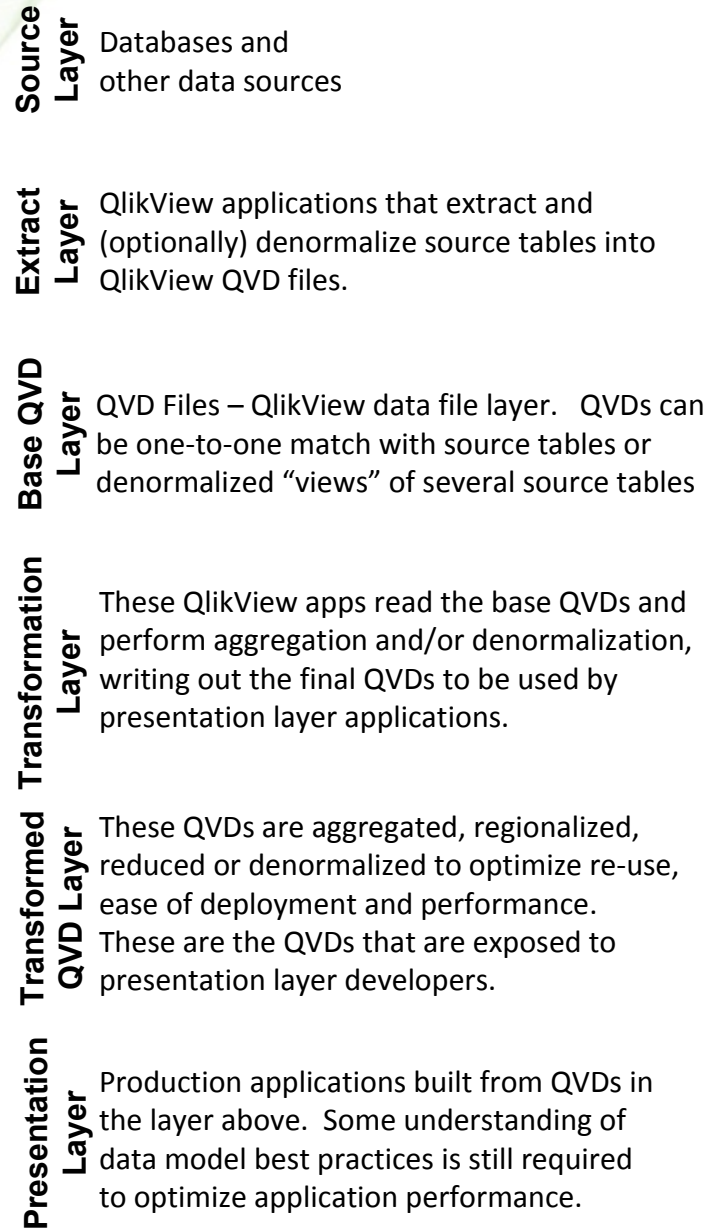 Source
Layer
Databases and
other data sources
Extract
Layer
QlikView applications that extract and
(optionally) denormalize source tables into
QlikView QVD files.
Base QVD
Layer
QVD Files – QlikView data file layer.   QVDs can
be one-to-one match with source tables or
denormalized “views” of several source tables
Transformation
Layer
These QlikView apps read the base QVDs and
perform aggregation and/or denormalization,
writing out the final QVDs to be used by
presentation layer applications.
Transformed
QVD Layer
These QVDs are aggregated, regionalized,
reduced or denormalized to optimize re-use,
ease of deployment and performance.
These are the QVDs that are exposed to
presentation layer developers.
Presentation
Layer
Production applications built from QVDs in
the layer above.  Some understanding of
data model best practices is still required
to optimize application performance.